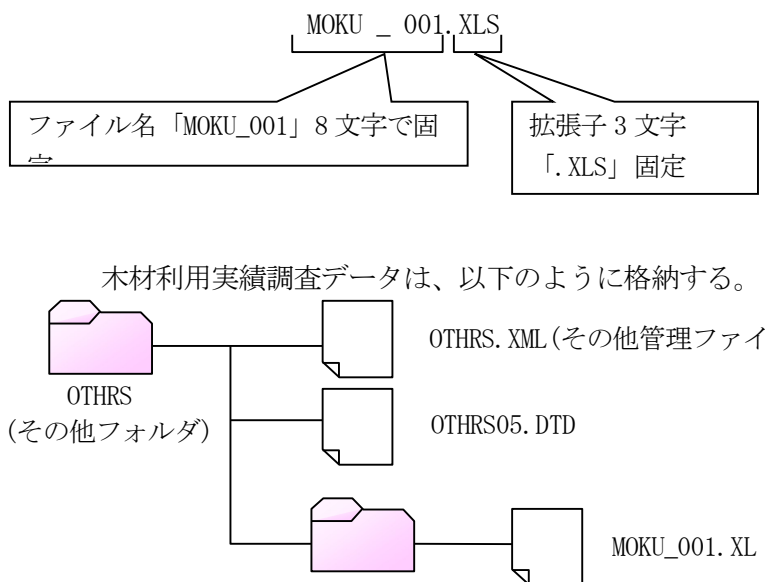 MOKU _ 001.XLS
ファイル名「MOKU_001」8文字で固
拡張子3文字
「.XLS」固定
木材利用実績調査データは、以下のように格納する。
OTHRS.XML(その他管理ファイ
OTHRS
(その他フォルダ)
OTHRS05.DTD
MOKU_001.XL